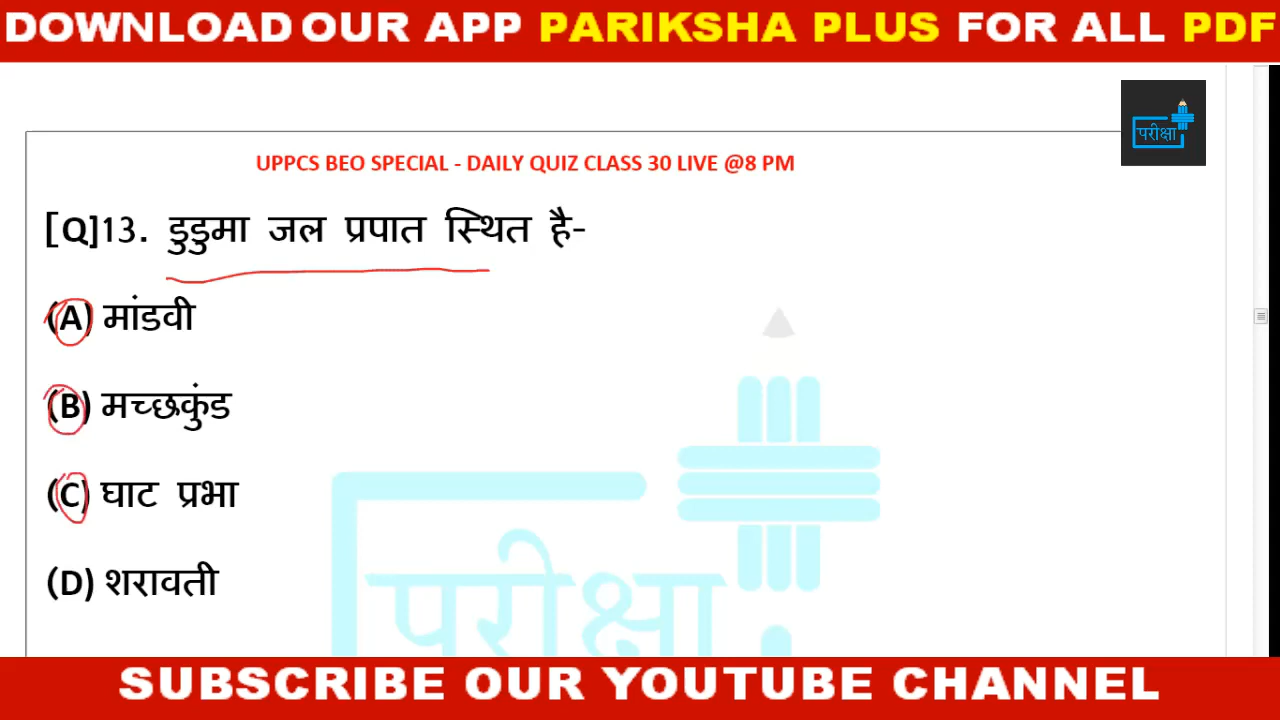 DOWNLOAD OUR APP PARIKSHA PLUS FOR ALL PDF
परीक्षा
UPPCS BEO SPECIAL - DAILY QUIZ CLASS 30 LIVE @8 PM
[Q]13. डुडुमा जल प्रपात स्थित है-
(A) मांडवी
(B) मच्छकुंड
(C) घाट प्रभा
(D) शरावती
परीक्षा
SUBSCRIBE OUR YOUTUBE CHANNEL